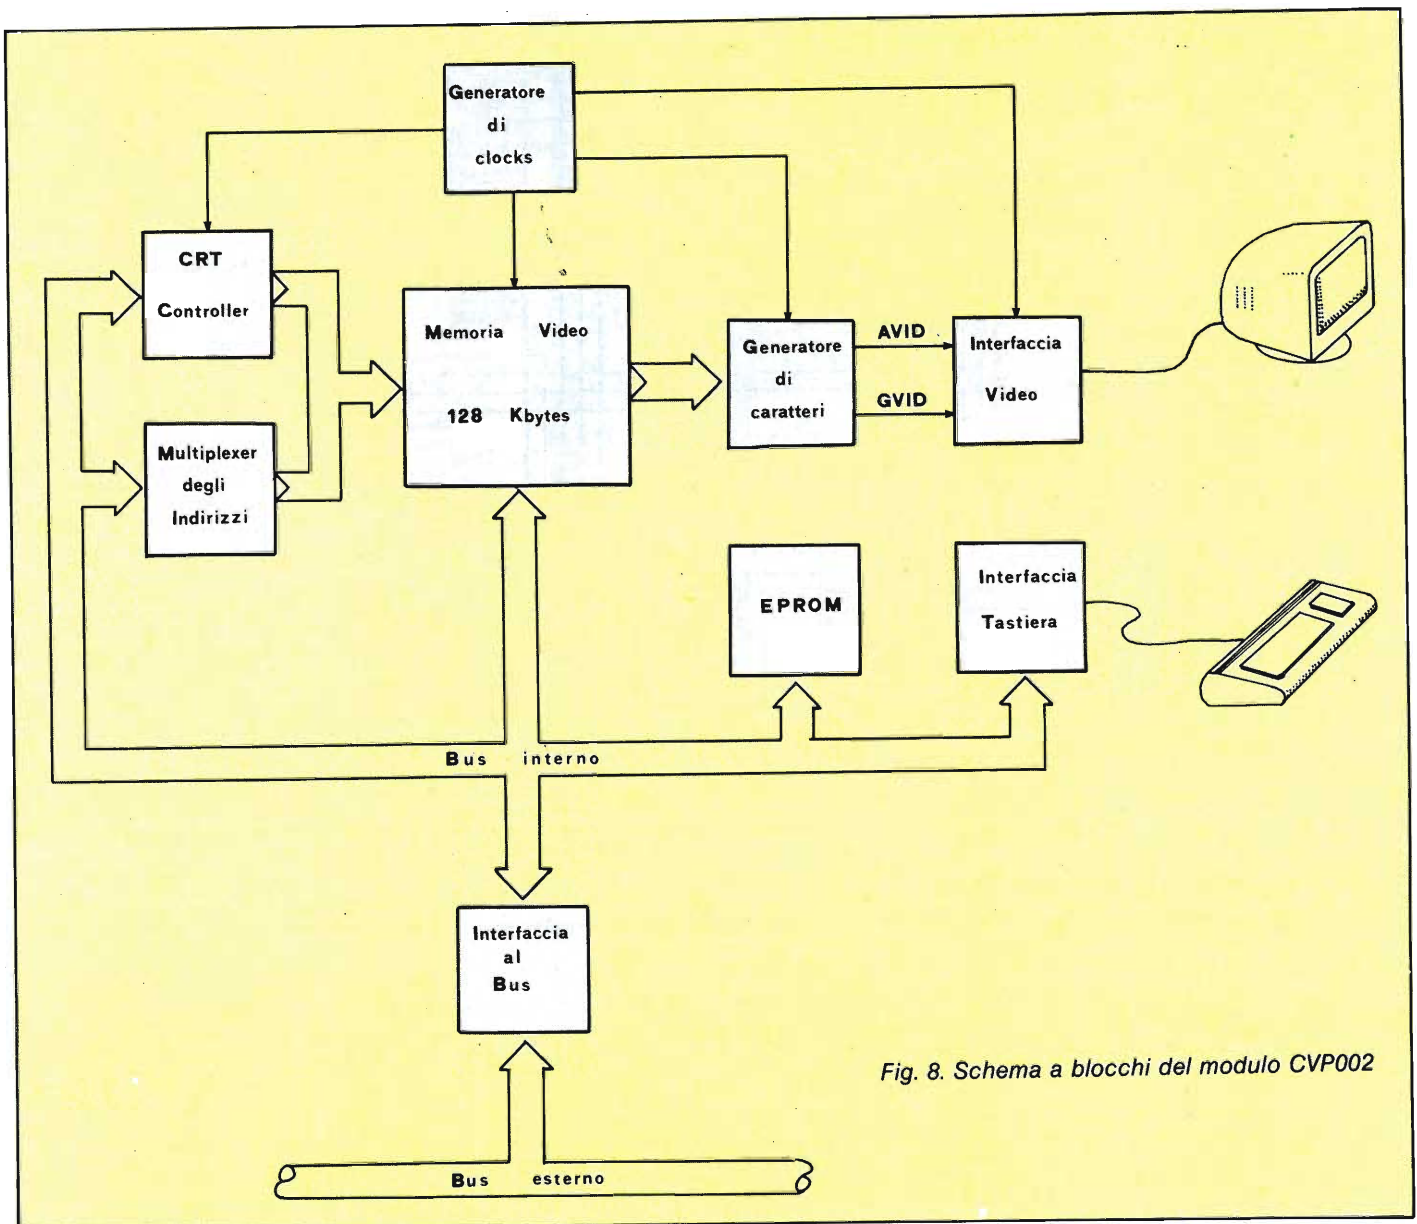 Generatore
di
clocks
CRT
Controller
Memoria Video
128 Kbytes
Generatore
di
caratteri
AVID
GVID
Interfaccia
Video
Multiplexer
degli
Indirizzi
EPROM
Interfaccia
Tastiera
Bus interno
Interfaccia
al
Bus
Fig. 8. Schema a blocchi del modulo CVP002
Bus esterno